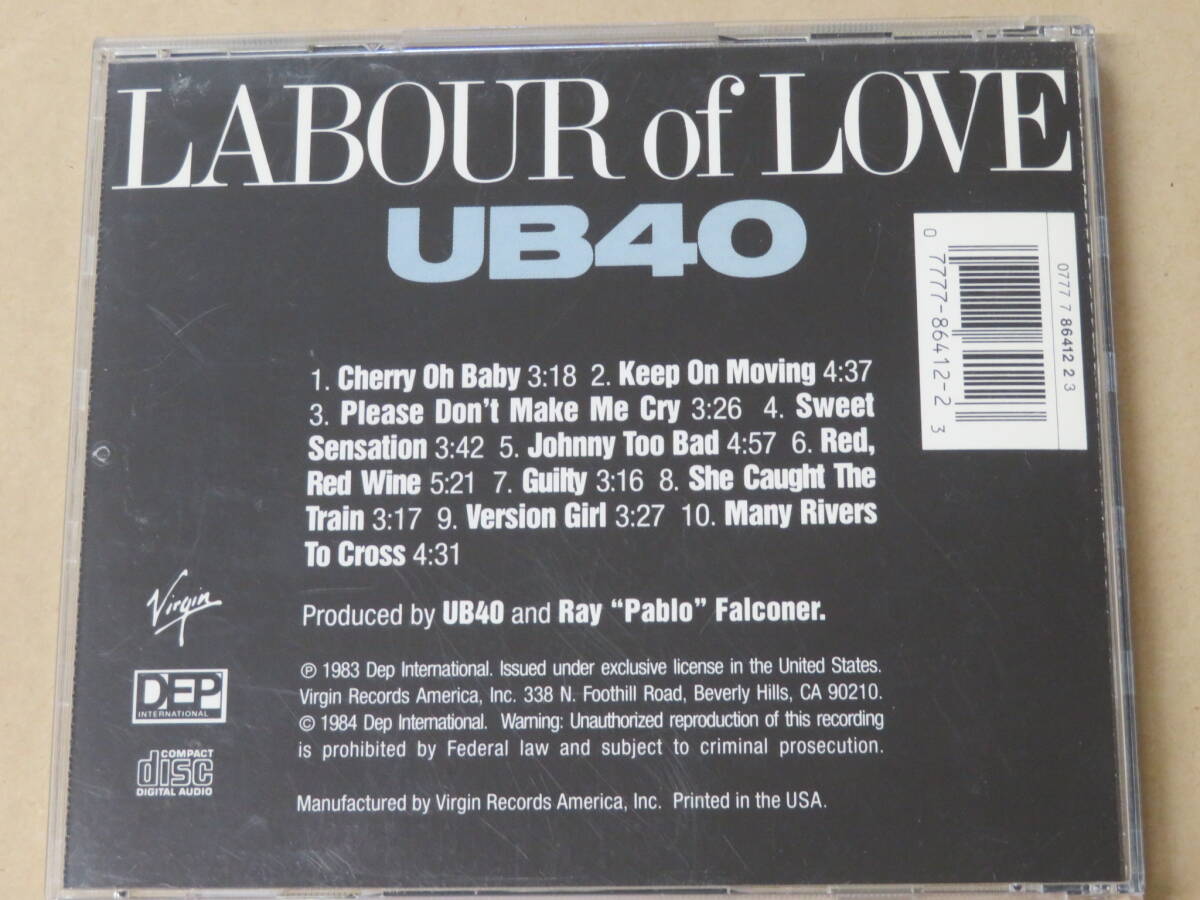 LABOUR of LOVE
UB40
0777 7 86412 2 3
0 7777-86412-2 3
1. Cherry Oh Baby 3:18 2. Keep On Moving 4:37
3. Please Don't Make Me Cry 3:26 4. Sweet
Sensation 3:42 5. Johnny Too Bad 4:57 6. Red,
Red Wine 5:21 7. Guilty 3:16 8. She Caught The
Train 3:17 9. Version Girl 3:27 10. Many Rivers
To Cross 4:31
Produced by UB40 and Ray “Pablo” Falconer.
Virgin
℗ 1983 Dep International. Issued under exclusive license in the United States.
Virgin Records America, Inc. 338 N. Foothill Road, Beverly Hills, CA 90210.
© 1984 Dep International. Warning: Unauthorized reproduction of this recording
is prohibited by Federal law and subject to criminal prosecution.
DEP
INTERNATIONAL
COMPACT
disc
DIGITAL AUDIO
Manufactured by Virgin Records America, Inc. Printed in the USA.